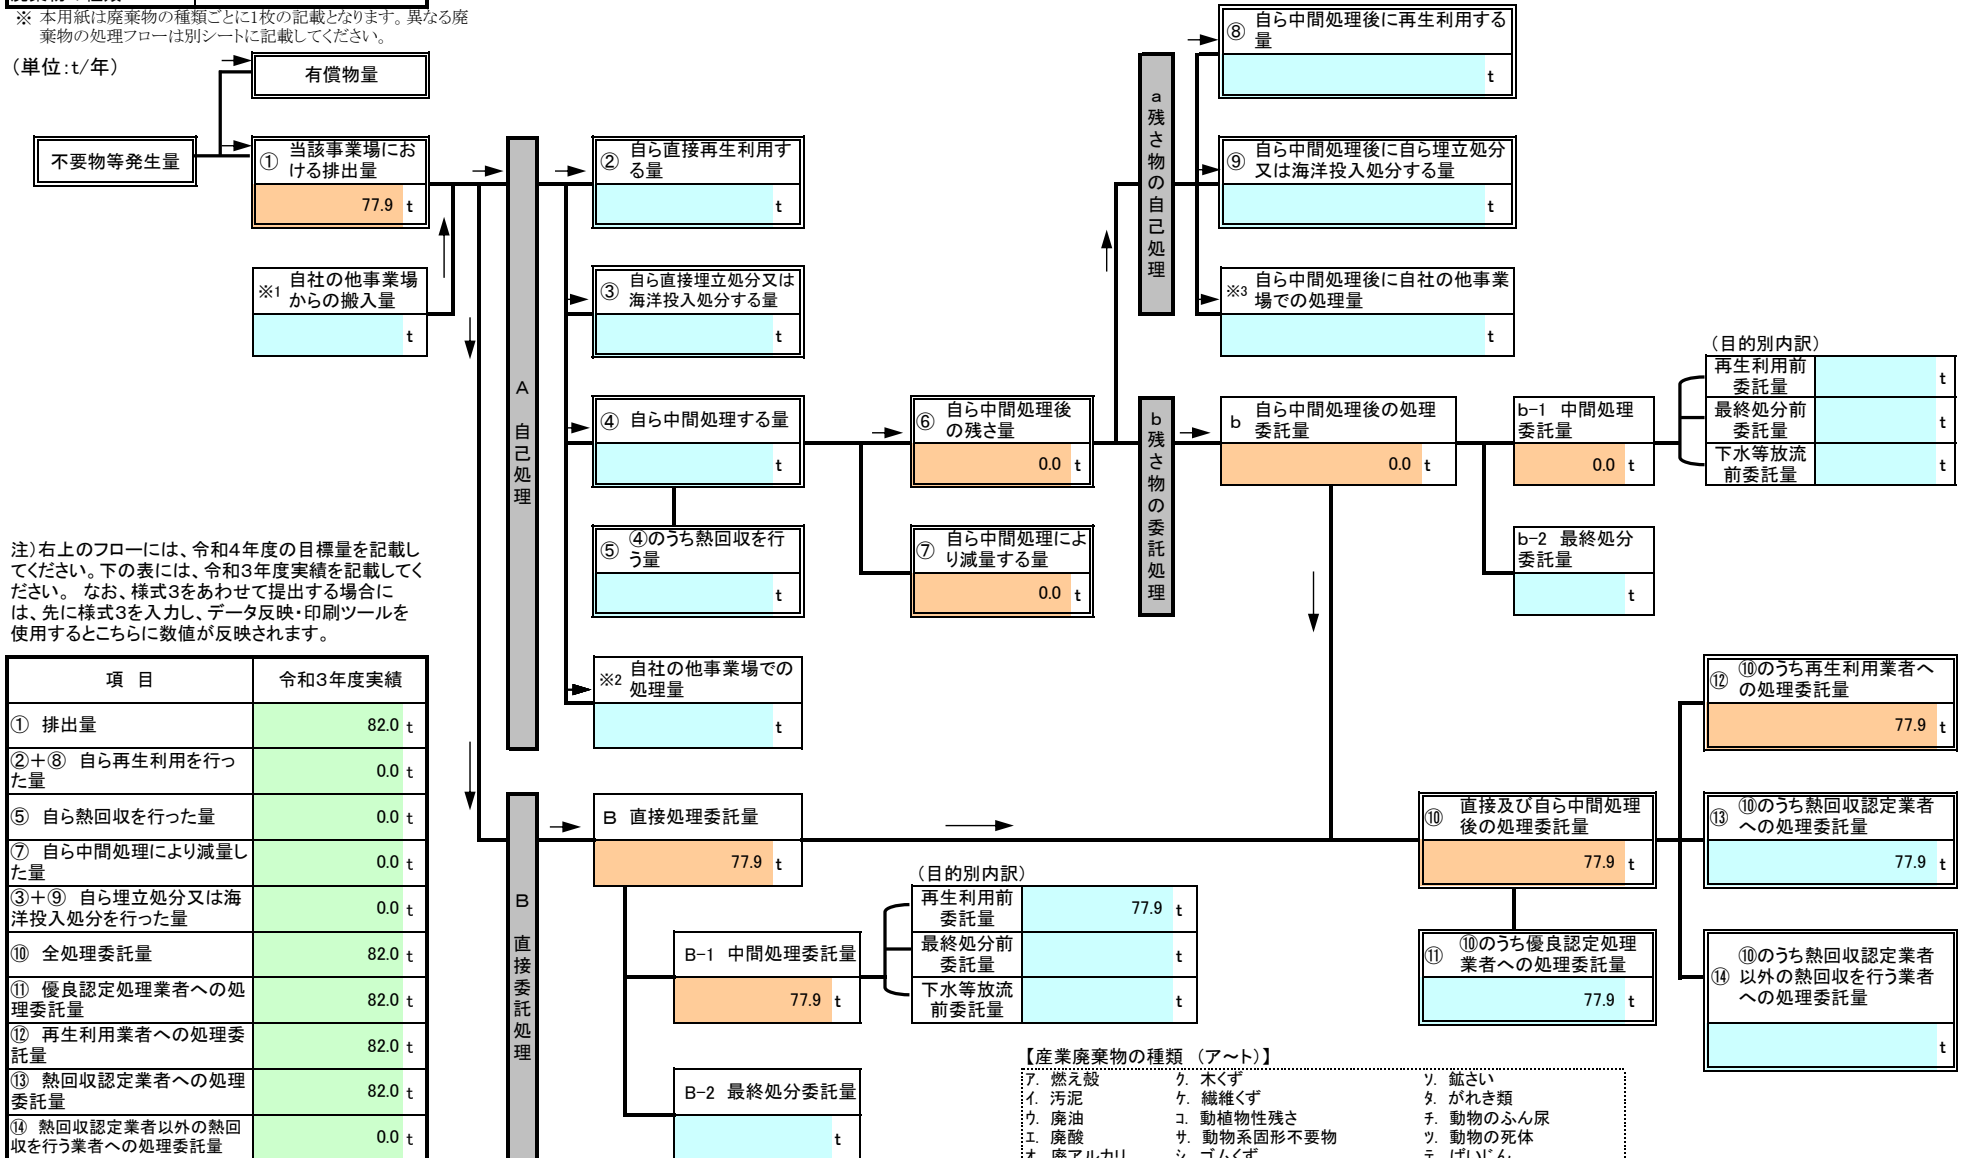 ※ 本用紙は廃棄物の種類ごとに1枚の記載となります。異なる廃
棄物の処理フローは別シートに記載してください。
(単位:t/年)
有償物量
不要物等発生量
① 当該事業場にお
ける排出量
77.9 t
※1 自社の他事業場
からの搬入量
t
A 自己処理
② 自ら直接再生利用す
る量
t
③ 自ら直接埋立処分又は
海洋投入処分する量
t
④ 自ら中間処理する量
t
⑤ ④のうち熱回収を行
う量
t
※2 自社の他事業場での
処理量
t
⑥ 自ら中間処理後
の残さ量
0.0 t
⑦ 自ら中間処理によ
り減量する量
0.0 t
a 残さ物の自己処理
⑧ 自ら中間処理後に再生利用する
量
t
⑨ 自ら中間処理後に自ら埋立処分
又は海洋投入処分する量
t
※3 自ら中間処理後に自社の他事業
場での処理量
t
b 残さ物の委託処理
b 自ら中間処理後の処理
委託量
0.0 t
b-1 中間処理
委託量
0.0 t
(目的別内訳)
再生利用前
委託量
t
最終処分前
委託量
t
下水等放流
前委託量
t
b-2 最終処分
委託量
t
注)右上のフローには、令和4年度の目標量を記載し
てください。下の表には、令和3年度実績を記載してく
ださい。 なお、様式3をあわせて提出する場合に
は、先に様式3を入力し、データ反映・印刷ツールを
使用するとこちらに数値が反映されます。
項 目 令和3年度実績
① 排出量 82.0 t
②+⑧ 自ら再生利用を行っ
た量 0.0 t
⑤ 自ら熱回収を行った量 0.0 t
⑦ 自ら中間処理により減量し
た量 0.0 t
③+⑨ 自ら埋立処分又は海
洋投入処分を行った量 0.0 t
⑩ 全処理委託量 82.0 t
⑪ 優良認定処理業者への処
理委託量 82.0 t
⑫ 再生利用業者への処理委
託量 82.0 t
⑬ 熱回収認定業者への処理
委託量 82.0 t
⑭ 熱回収認定業者以外の熱回
収を行う業者への処理委託量 0.0 t
B 直接委託処理
B 直接処理委託量
77.9 t
B-1 中間処理委託量
77.9 t
(目的別内訳)
再生利用前
委託量
77.9 t
最終処分前
委託量
t
下水等放流
前委託量
t
B-2 最終処分委託量
t
⑩ 直接及び自ら中間処理
後の処理委託量
77.9 t
⑪ ⑩のうち優良認定処理
業者への処理委託量
77.9 t
⑫ ⑩のうち再生利用業者へ
の処理委託量
77.9 t
⑬ ⑩のうち熱回収認定業者
への処理委託量
77.9 t
⑭ ⑩のうち熱回収認定業者
以外の熱回収を行う業者
への処理委託量
t
【産業廃棄物の種類 (ア~ト)】
ア. 燃え殻 ク. 木くず ソ. 鉱さい
イ. 汚泥 ケ. 繊維くず タ. がれき類
ウ. 廃油 コ. 動植物性残さ チ. 動物のふん尿
エ. 廃酸 サ. 動物系固形不要物 ツ. 動物の死体
オ. 廃アルカリ シ. ゴムくず テ. ばいじん